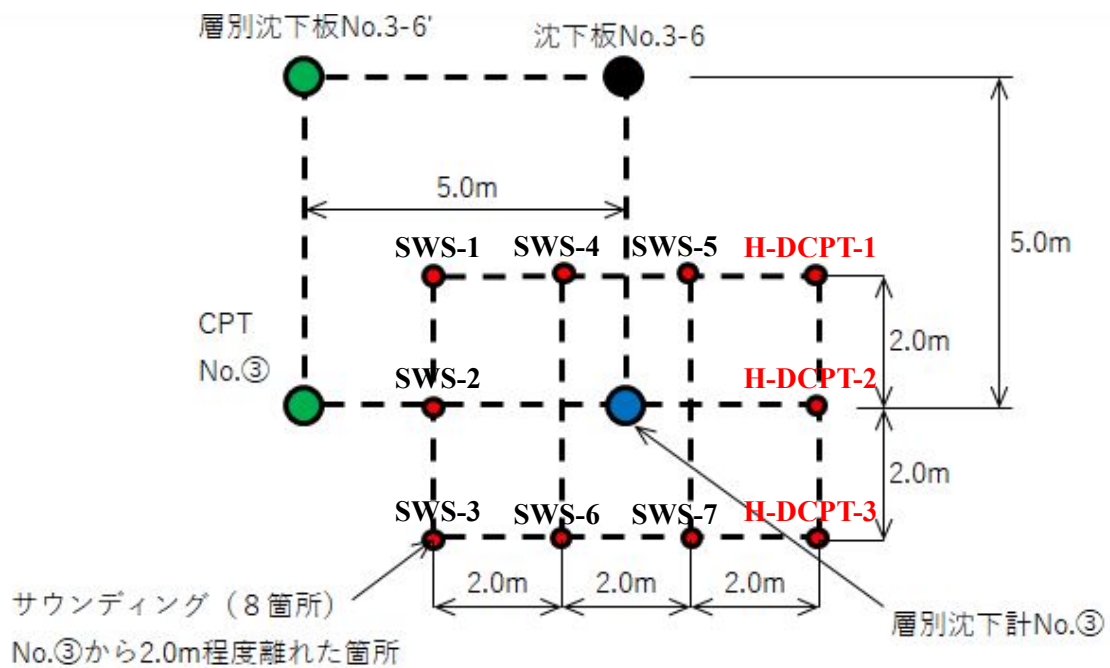 層別沈下板No.3-6'
沈下板No.3-6
5.0m
5.0m
SWS-1
SWS-4
SWS-5
H-DCPT-1
CPT
No.③
2.0m
SWS-2
H-DCPT-2
2.0m
SWS-3
SWS-6
SWS-7
H-DCPT-3
2.0m
2.0m
2.0m
サウンディング（８箇所）
No.③から2.0m程度離れた箇所
層別沈下計No.③